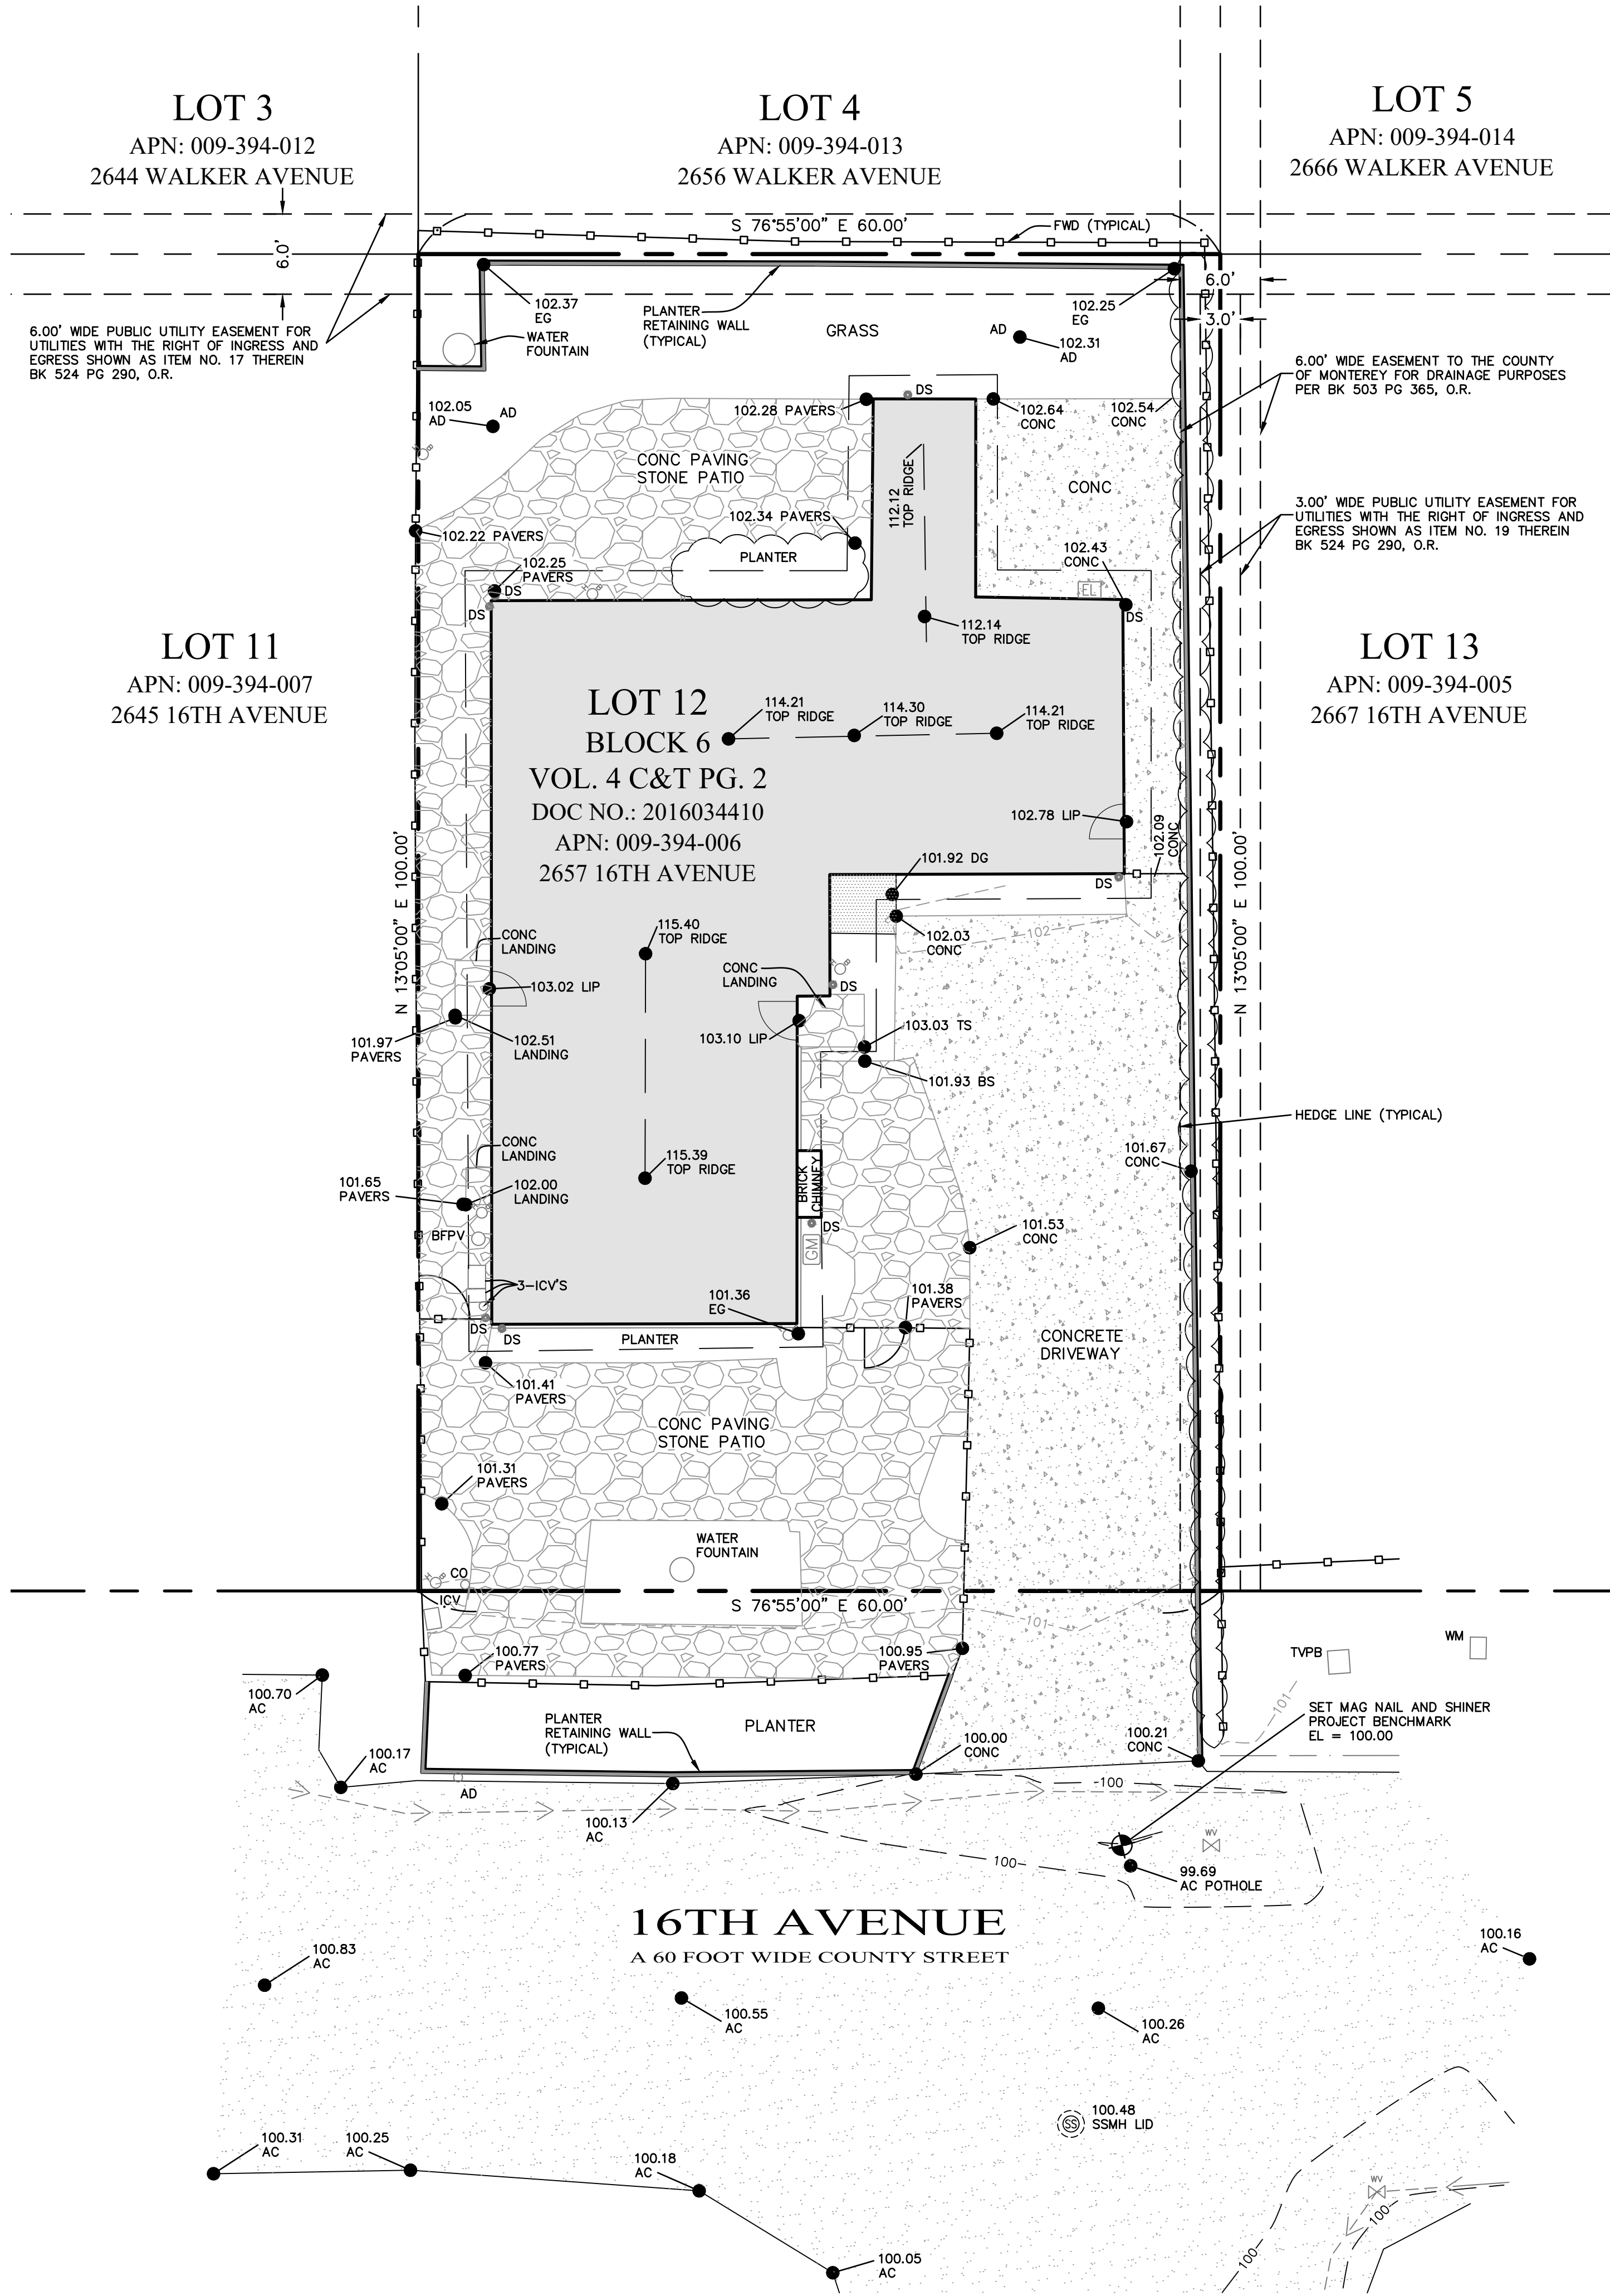 LOT 3
APN: 009-394-012
2644 WALKER AVENUE
LOT 4
APN: 009-394-013
2656 WALKER AVENUE
LOT 5
APN: 009-394-014
2666 WALKER AVENUE
S 76°55'00" E 60.00'
FWD (TYPICAL)
6.0'
6.0'
3.0'
6.00' WIDE PUBLIC UTILITY EASEMENT FOR
UTILITIES WITH THE RIGHT OF INGRESS AND
EGRESS SHOWN AS ITEM NO. 17 THEREIN
BK 524 PG 290, O.R.
102.37
EG
WATER
FOUNTAIN
PLANTER
RETAINING WALL
(TYPICAL)
GRASS
AD
102.31
AD
102.25
EG
6.00' WIDE EASEMENT TO THE COUNTY
OF MONTEREY FOR DRAINAGE PURPOSES
PER BK 503 PG 365, O.R.
102.05
AD
AD
DS
102.28 PAVERS
102.64
CONC
102.54
CONC
CONC PAVING
STONE PATIO
112.12
TOP RIDGE
CONC
3.00' WIDE PUBLIC UTILITY EASEMENT FOR
UTILITIES WITH THE RIGHT OF INGRESS AND
EGRESS SHOWN AS ITEM NO. 19 THEREIN
BK 524 PG 290, O.R.
102.22 PAVERS
102.34 PAVERS
PLANTER
102.25
PAVERS
DS
DS
102.43
CONC
EL
DS
112.14
TOP RIDGE
LOT 11
APN: 009-394-007
2645 16TH AVENUE
LOT 13
APN: 009-394-005
2667 16TH AVENUE
LOT 12
BLOCK 6
VOL. 4 C&T PG. 2
DOC NO.: 2016034410
APN: 009-394-006
2657 16TH AVENUE
114.21
TOP RIDGE
114.30
TOP RIDGE
114.21
TOP RIDGE
102.78 LIP
102.09
CONC
101.92 DG
DS
N 13°05'00" E 100.00'
N 13°05'00" E 100.00'
102.03
CONC
102
115.40
TOP RIDGE
CONC
LANDING
CONC
LANDING
DS
103.02 LIP
103.10 LIP
103.03 TS
101.93 BS
101.97
PAVERS
102.51
LANDING
HEDGE LINE (TYPICAL)
CONC
LANDING
115.39
TOP RIDGE
BRICK
CHIMNEY
101.67
CONC
101.65
PAVERS
102.00
LANDING
BFPV
DS
GM
101.53
CONC
3-ICV'S
101.36
EG
101.38
PAVERS
DS
DS
PLANTER
CONCRETE
DRIVEWAY
101.41
PAVERS
CONC PAVING
STONE PATIO
101.31
PAVERS
WATER
FOUNTAIN
CO
ICV
S 76°55'00" E 60.00'
101
100.77
PAVERS
100.95
PAVERS
TVPB
WM
100.70
AC
101
PLANTER
RETAINING WALL
(TYPICAL)
PLANTER
SET MAG NAIL AND SHINER
PROJECT BENCHMARK
EL = 100.00
100.17
AC
100.00
CONC
100.21
CONC
AD
100
100.13
AC
WV
100
99.69
AC POTHOLE
16TH AVENUE
A 60 FOOT WIDE COUNTY STREET
100.83
AC
100.16
AC
100.55
AC
100.26
AC
100.48
SSMH LID
SS
100.31
AC
100.25
AC
100.18
AC
WV
100
100
100.05
AC